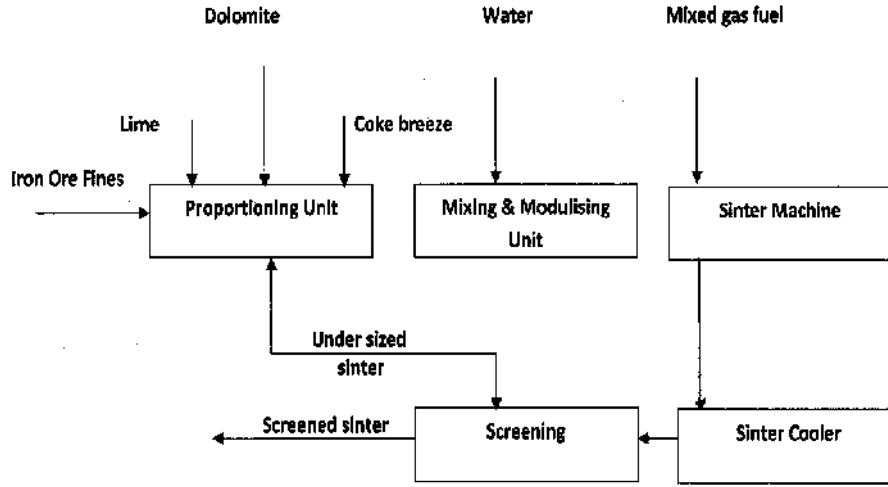 Dolomite
Water
Mixed gas fuel
Lime
Coke breeze
Iron Ore Fines
Proportioning Unit
Mixing & Modulising
Unit
Sinter Machine
Under sized
sinter
Screened sinter
Screening
Sinter Cooler